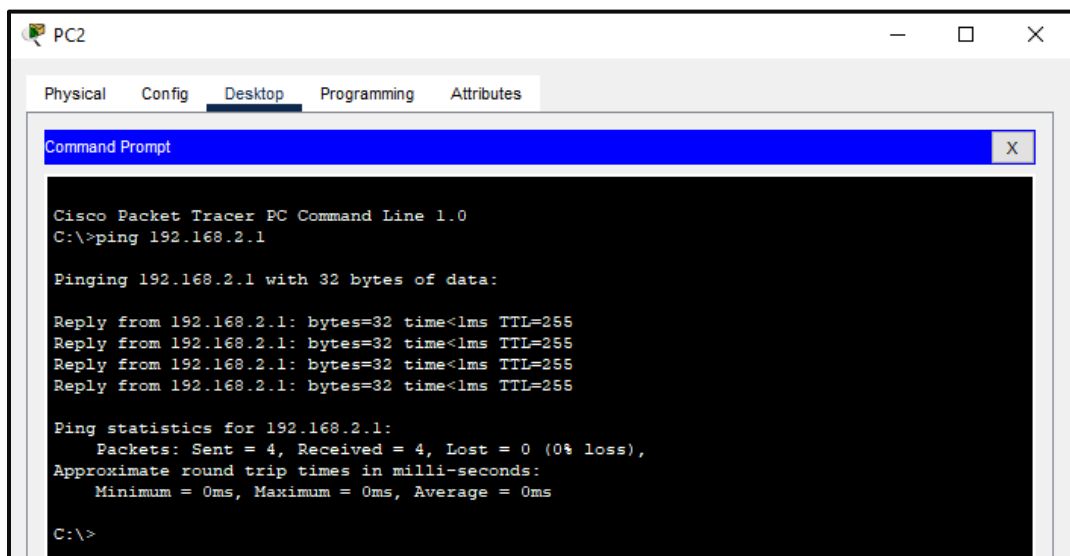 PC2
Physical Config Desktop Programming Attributes
Command Prompt X
Cisco Packet Tracer PC Command Line 1.0
C:\>ping 192.168.2.1
Pinging 192.168.2.1 with 32 bytes of data:
Reply from 192.168.2.1: bytes=32 time<1ms TTL=255
Reply from 192.168.2.1: bytes=32 time<1ms TTL=255
Reply from 192.168.2.1: bytes=32 time<1ms TTL=255
Reply from 192.168.2.1: bytes=32 time<1ms TTL=255
Ping statistics for 192.168.2.1:
Packets: Sent = 4, Received = 4, Lost = 0 (0% loss),
Approximate round trip times in milli-seconds:
Minimum = 0ms, Maximum = 0ms, Average = 0ms
C:\>